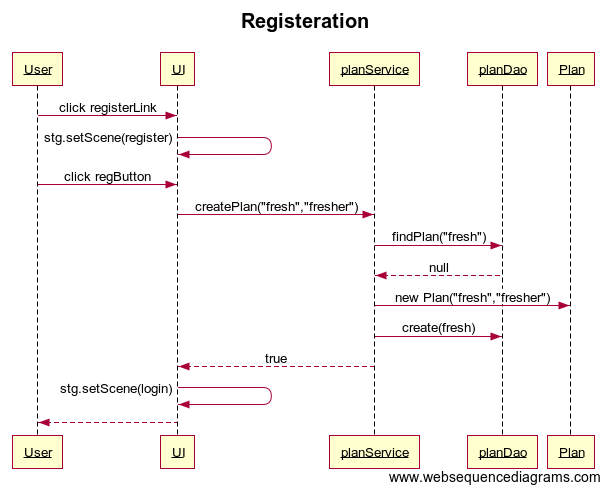 Registeration
User UI planService planDao Plan
click registerLink
stg.setScene(register)
click regButton
createPlan("fresh","fresher")
findPlan("fresh")
null
new Plan("fresh","fresher")
create(fresh)
true
stg.setScene(login)
User UI planService planDao Plan
www.websequencediagrams.com